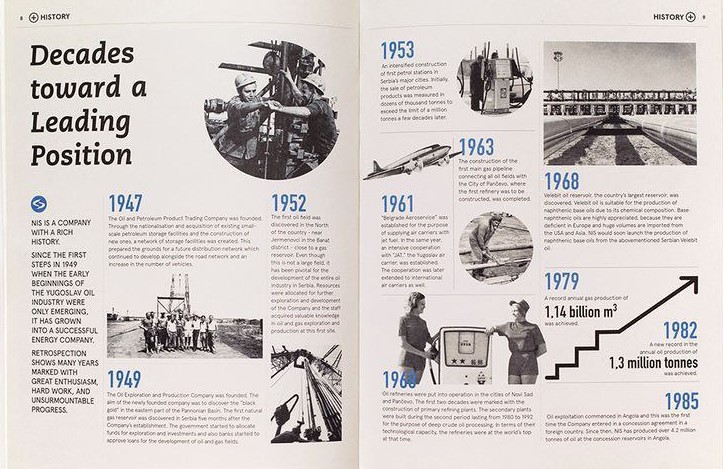 8 HISTORY
Decades
toward a
Leading
Position
NIS IS A COMPANY
WITH A RICH
HISTORY.
SINCE THE FIRST
STEPS IN 1949
WHEN THE EARLY
BEGINNINGS OF
THE YUGOSLAV OIL
INDUSTRY WERE
ONLY EMERGING,
IT HAS GROWN
INTO A SUCCESSFUL
ENERGY COMPANY.
RETROSPECTION
SHOWS MANY YEARS
MARKED WITH
GREAT ENTHUSIASM,
HARD WORK, AND
UNSURMOUNTABLE
PROGRESS.
1947
The Oil and Petroleum Product Trading Company was founded.
Through the nationalisation and acquisition of existing small-
scale petroleum storage facilities and the construction of
new ones, a network of storage facilities was created. This
prepared the grounds for a future distribution network which
continued to develop alongside the road network and an
increase in the number of vehicles.
1949
The Oil Exploration and Production Company was founded. The
aim of the newly founded company was to discover the "black
gold" in the eastern part of the Pannonian Basin. The first natural
gas reservoir was discovered in Serbia five months after the
Company's establishment. The government started to allocate
funds for exploration and investments and also banks started to
approve loans for the development of oil and gas fields.
1952
The first oil field was
discovered in the North
of the country - near
Jermenovci in the Banat
district - close to a gas
reservoir. Even though
this is not a large field, it
has been pivotal for the
development of the entire oil
industry in Serbia. Resources
were allocated for further
exploration and development
of the Company and the staff
acquired valuable knowledge
in oil and gas exploration
and production at this site.
HISTORY 9
1953
An intensified construction
of first petrol stations in
Serbia's major cities. Initially,
the sale of petroleum
products was measured in
dozens of thousand tonnes to
exceed the limit of a million
tonnes a few decades later.
1963
The construction of the
first main gas pipeline
connecting all oil fields with
the City of Pančevo, where
the first refinery was to be
constructed, was completed.
1961
"Belgrade Aeroservice" was
established for the purpose
of supplying air carriers with
jet fuel. In the same year,
an intensive cooperation
with "JAT," the Yugoslav air
carrier, was established.
The cooperation was later
extended to international
air carriers as well.
1968
Oil refineries were put into operation in the cities of Novi Sad
and Pančevo. The first two decades were marked with the
construction of primary refining plants. The secondary plants
were built during the second period lasting from 1980 to 1992
for the purpose of deep crude oil processing. In terms of their
technological capacity, the refineries were at the world's top
at that time.
1968
Velebit oil reservoir, the country's largest reservoir, was
discovered. Velebit oil is suitable for the production of
naphthenic base oils due to its chemical composition. Base
naphthenic oils are highly appreciated, because they are
deficient in Europe and huge volumes are imported from
the USA and Asia. NIS would soon launch the production of
naphthenic base oils from the abovementioned Serbian Velebit
oil.
1979
A record annual gas production of
1.14 billion m³
was achieved.
1982
A new record in the
annual oil production of
1,3 million tonnes
was achieved.
1985
Oil exploitation commenced in Angola and this was the first
time the Company entered in a concession agreement in a
foreign country. Since then, NIS has produced over 4.2 million
tonnes of oil at the concession reservoirs in Angola.